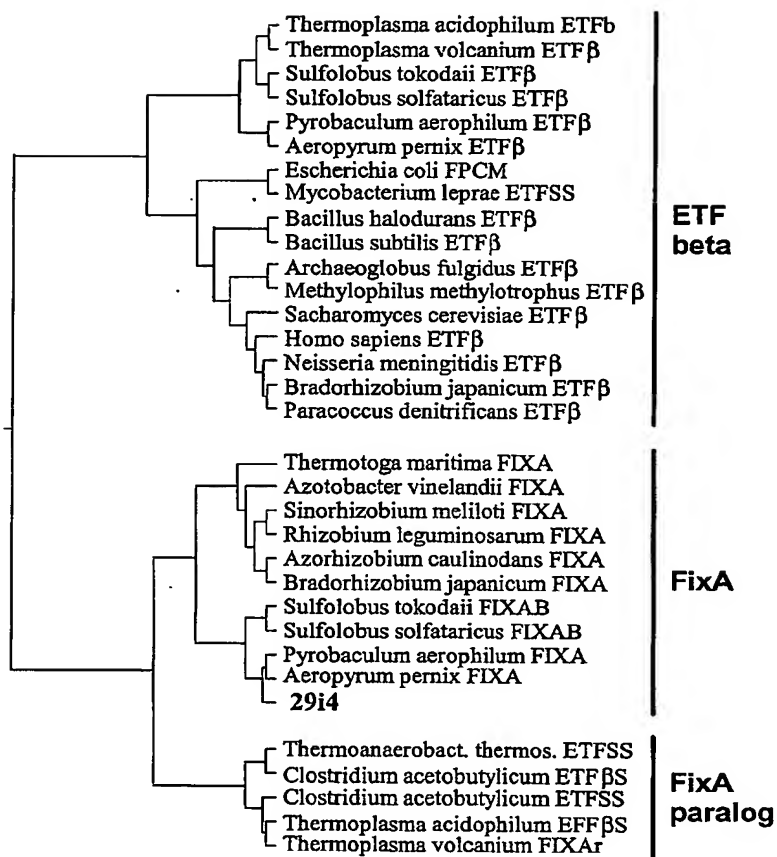 Thermoplasma acidophilum ETFb
Thermoplasma volcanium ETFβ
Sulfolobus tokodaii ETFβ
Sulfolobus solfataricus ETFβ
Pyrobaculum aerophilum ETFβ
Aeropyrum pernix ETFβ
Escherichia coli FPCM
Mycobacterium leprae ETFSS
Bacillus halodurans ETFβ
Bacillus subtilis ETFβ
Archaeoglobus fulgidus ETFβ
Methylophilus methylotrophus ETFβ
Sacharomyces cerevisiae ETFβ
Homo sapiens ETFβ
Neisseria meningitidis ETFβ
Bradorhizobium japanicum ETFβ
Paracoccus denitrificans ETFβ
ETF
beta
Thermotoga maritima FIXA
Azotobacter vinelandii FIXA
Sinorhizobium meliloti FIXA
Rhizobium leguminosarum FIXA
Azorhizobium caulinodans FIXA
Bradorhizobium japanicum FIXA
Sulfolobus tokodaii FIXAB
Sulfolobus solfataricus FIXAB
Pyrobaculum aerophilum FIXA
Aeropyrum pernix FIXA
29i4
FixA
Thermoanaerobact. thermos. ETFSS
Clostridium acetobutylicum ETFβS
Clostridium acetobutylicum ETFSS
Thermoplasma acidophilum EFFβS
Thermoplasma volcanium FIXAr
FixA
paralog